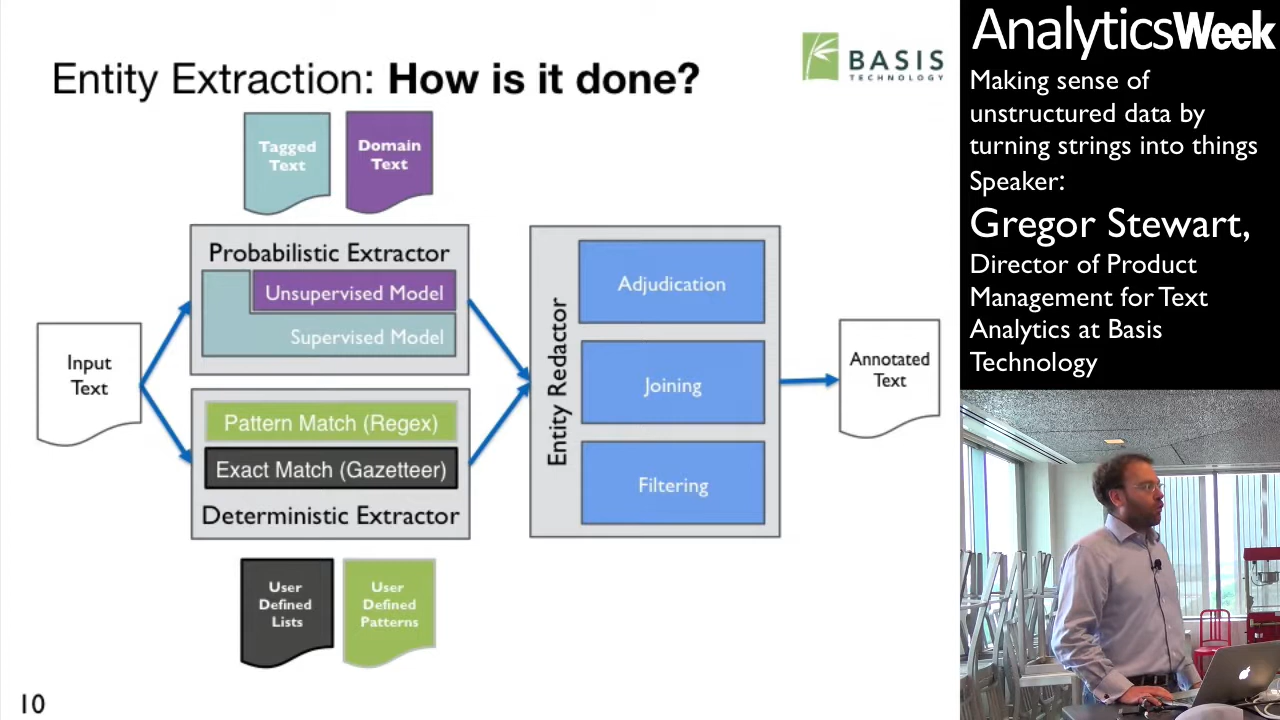 Entity Extraction: How is it done?
BASIS
TECHNOLOGY
Tagged
Text
Domain
Text
Probabilistic Extractor
Unsupervised Model
Supervised Model
Input
Text
Pattern Match (Regex)
Exact Match (Gazetteer)
Deterministic Extractor
User
Defined
Lists
User
Defined
Patterns
Entity Redactor
Adjudication
Joining
Filtering
Annotated
Text
10
AnalyticsWeek
Making sense of
unstructured data by
turning strings into things
Speaker:
Gregor Stewart,
Director of Product
Management for Text
Analytics at Basis
Technology